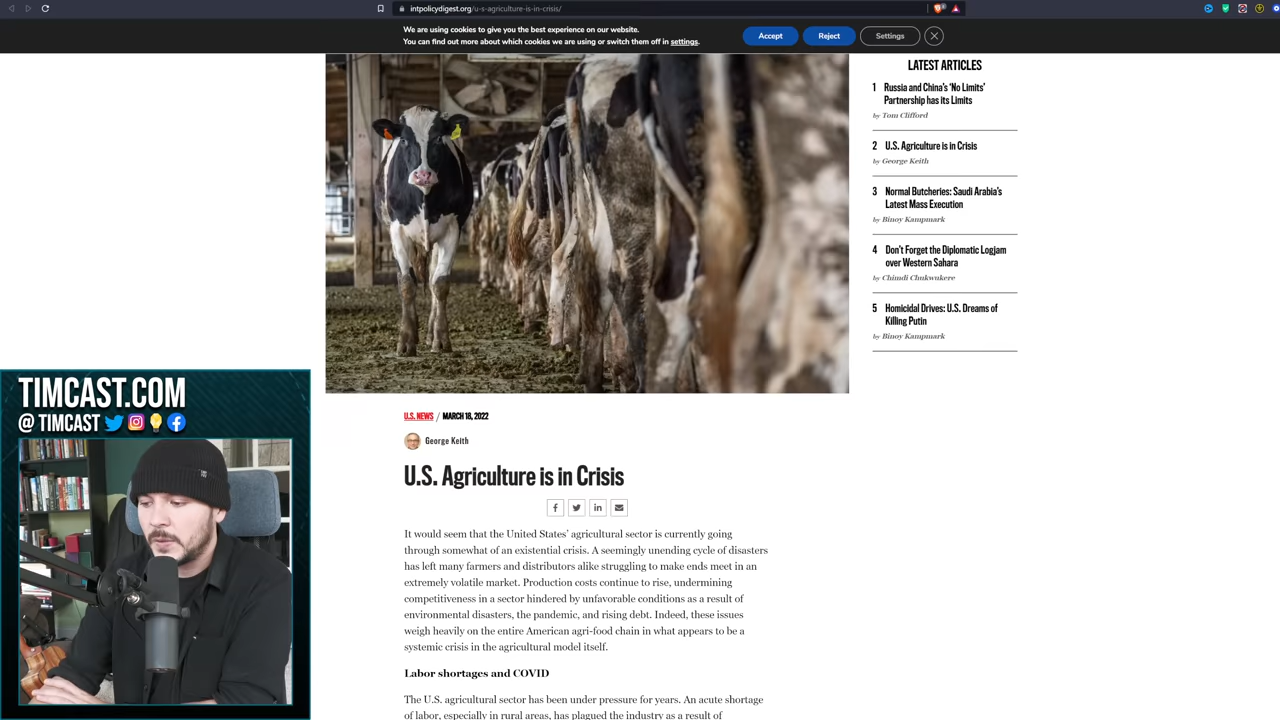 intpolicydigest.org/u-s-agriculture-is-in-crisis/
We are using cookies to give you the best experience on our website.
You can find out more about which cookies we are using or switch them off in settings.
Accept
Reject
Settings
LATEST ARTICLES
1 Russia and China's 'No Limits'
Partnership has its Limits
by Tom Clifford
2 U.S. Agriculture is in Crisis
by George Keith
3 Normal Butcheries: Saudi Arabia's
Latest Mass Execution
by Binoy Kampmark
4 Don't Forget the Diplomatic Logjam
over Western Sahara
by Chimdi Chukwukere
5 Homicidal Drives: U.S. Dreams of
Killing Putin
by Binoy Kampmark
TIMCAST.COM
@ TIMCAST
U.S. NEWS / MARCH 18, 2022
George Keith
U.S. Agriculture is in Crisis
It would seem that the United States' agricultural sector is currently going
through somewhat of an existential crisis. A seemingly unending cycle of disasters
has left many farmers and distributors alike struggling to make ends meet in an
extremely volatile market. Production costs continue to rise, undermining
competitiveness in a sector hindered by unfavorable conditions as a result of
environmental disasters, the pandemic, and rising debt. Indeed, these issues
weigh heavily on the entire American agri-food chain in what appears to be a
systemic crisis in the agricultural model itself.
Labor shortages and COVID
The U.S. agricultural sector has been under pressure for years. An acute shortage
of labor, especially in rural areas, has plagued the industry as a result of